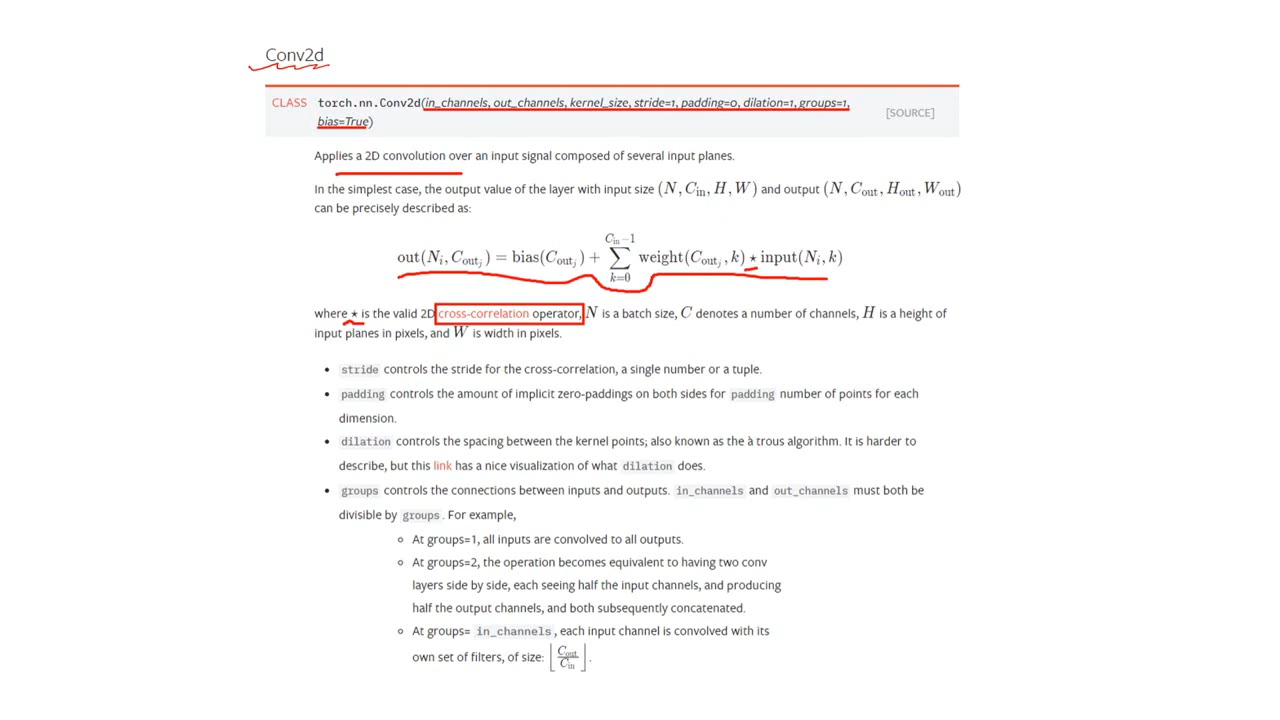 Conv2d
CLASS torch.nn.Conv2d(in_channels, out_channels, kernel_size, stride=1, padding=0, dilation=1, groups=1,
bias=True)
[SOURCE]
Applies a 2D convolution over an input signal composed of several input planes.
In the simplest case, the output value of the layer with input size (N, C_in, H, W) and output (N, C_out, H_out, W_out)
can be precisely described as:
out(N_i, C_out_j) = bias(C_out_j) + ∑_{k=0}^{C_in−1} weight(C_out_j, k) ⋆ input(N_i, k)
where ⋆ is the valid 2D cross-correlation operator, N is a batch size, C denotes a number of channels, H is a height of
input planes in pixels, and W is width in pixels.
• stride controls the stride for the cross-correlation, a single number or a tuple.
• padding controls the amount of implicit zero-paddings on both sides for padding number of points for each
dimension.
• dilation controls the spacing between the kernel points; also known as the à trous algorithm. It is harder to
describe, but this link has a nice visualization of what dilation does.
• groups controls the connections between inputs and outputs. in_channels and out_channels must both be
divisible by groups. For example,
◦ At groups=1, all inputs are convolved to all outputs.
◦ At groups=2, the operation becomes equivalent to having two conv
layers side by side, each seeing half the input channels, and producing
half the output channels, and both subsequently concatenated.
◦ At groups= in_channels, each input channel is convolved with its
own set of filters, of size: ⌊C_out/C_in⌋.